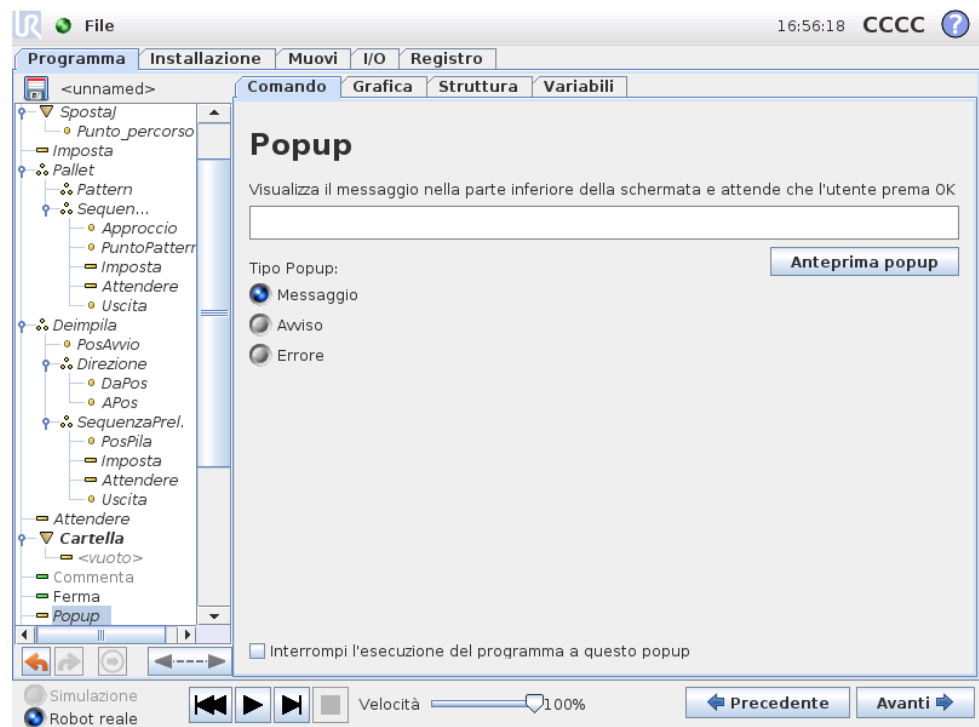 UR File 16:56:18 CCCC ?
Programma Installazione Muovi I/O Registro
<unnamed> Comando Grafica Struttura Variabili
SpostaJ
Punto_percorso
Imposta
Pallet
Pattern
Sequen...
Approccio
PuntoPattern
Imposta
Attendere
Uscita
Deimpila
PosAvvio
Direzione
DaPos
APos
SequenzaPrel.
PosPila
Imposta
Attendere
Uscita
Attendere
Cartella
<vuoto>
Commenta
Ferma
Popup
Popup
Visualizza il messaggio nella parte inferiore della schermata e attende che l'utente prema OK
Anteprima popup
Tipo Popup:
Messaggio
Avviso
Errore
Interrompi l'esecuzione del programma a questo popup
Simulazione
Robot reale
Velocità 100%
Precedente Avanti